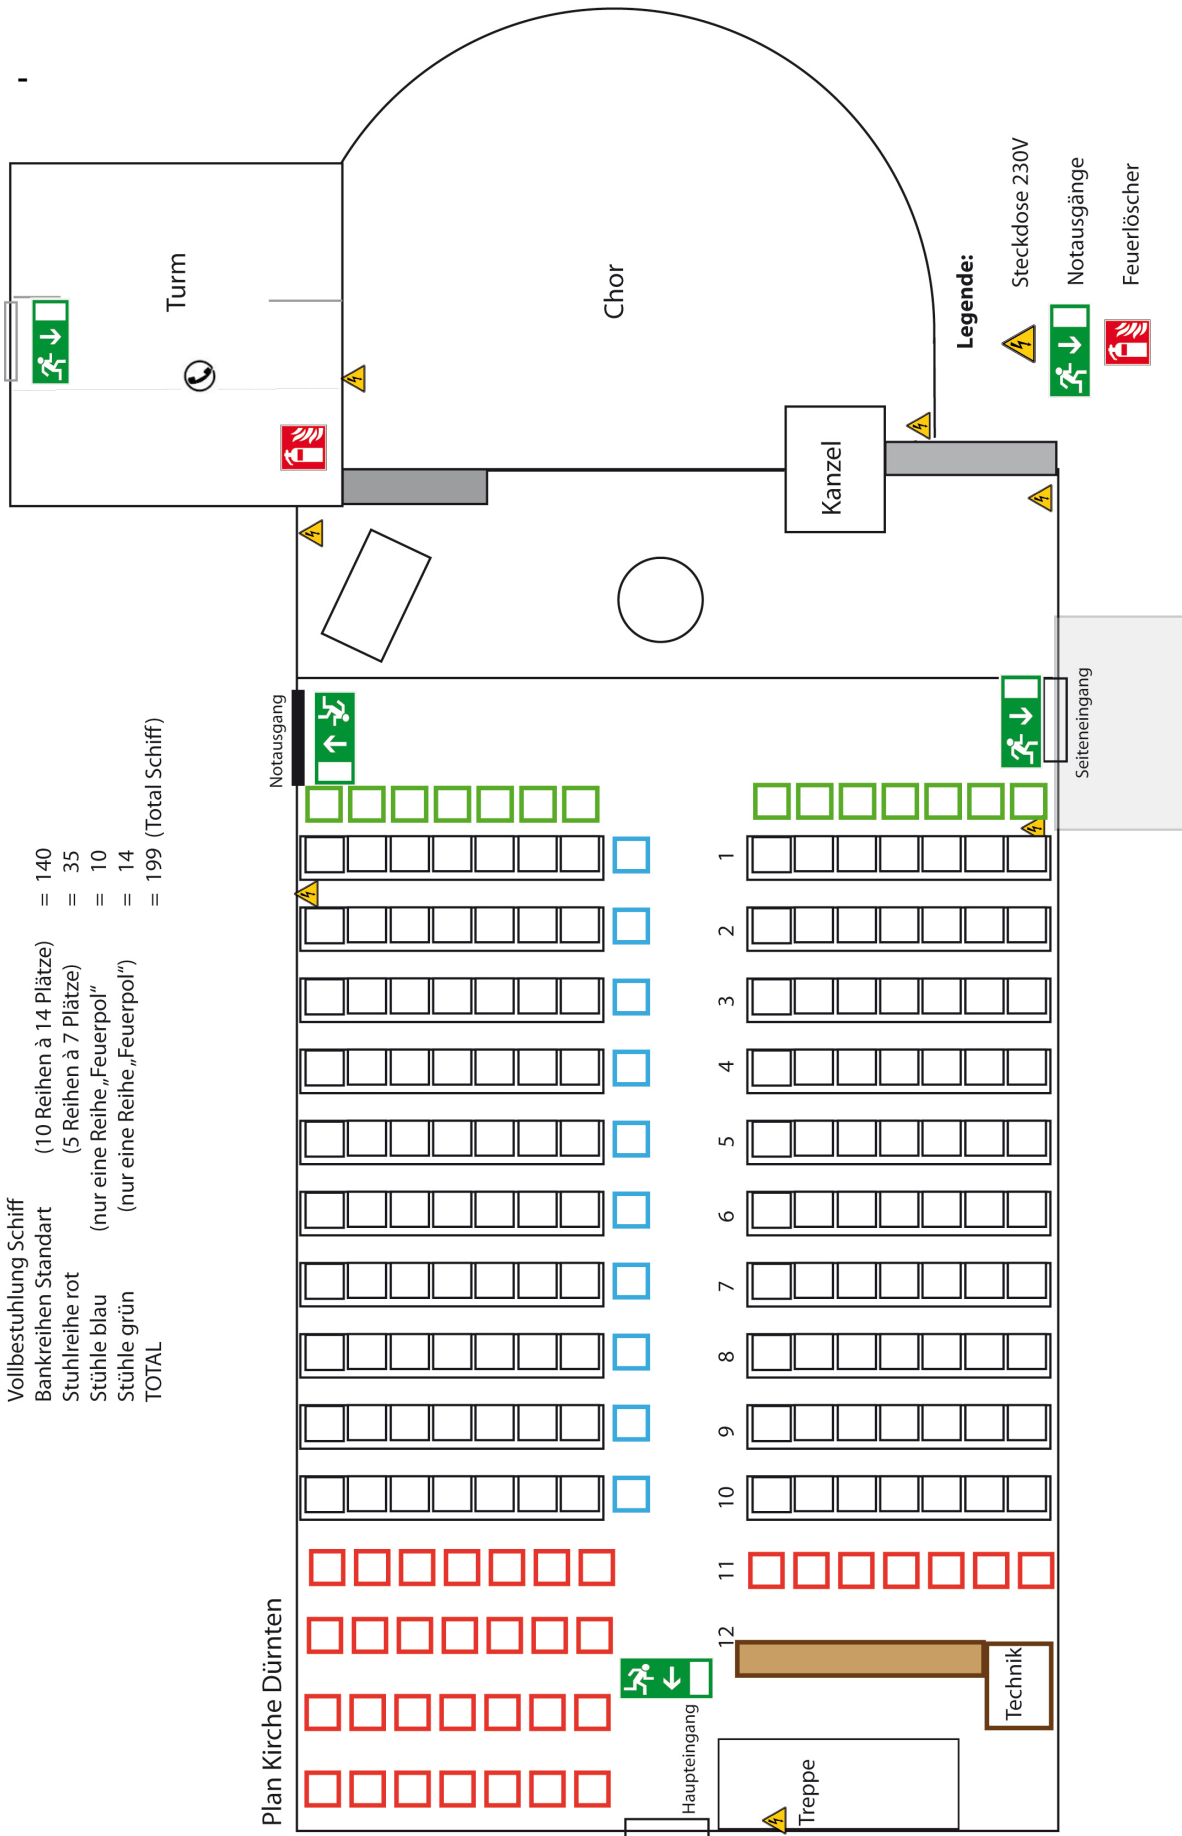 -
Vollbestuhlung Schiff
Bankreihen Standart (10 Reihen à 14 Plätze) = 140
Stuhlreihe rot (5 Reihen à 7 Plätze) = 35
Stühle blau (nur eine Reihe „Feuerpol“ = 10
Stühle grün (nur eine Reihe „Feuerpol“) = 14
TOTAL = 199 (Total Schiff)
Plan Kirche Dürnten
Turm
Chor
Kanzel
Notausgang
Seiteneingang
1
2
3
4
5
6
7
8
9
10
11
12
Haupteingang
Treppe
Technik
Legende:
Steckdose 230V
Notausgänge
Feuerlöscher